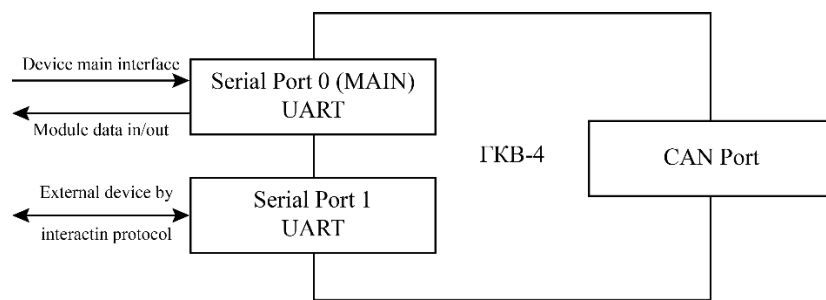 Device main interface
Module data in/out
Serial Port 0 (MAIN)
UART
External device by
interactin protocol
Serial Port 1
UART
ГКВ-4
CAN Port